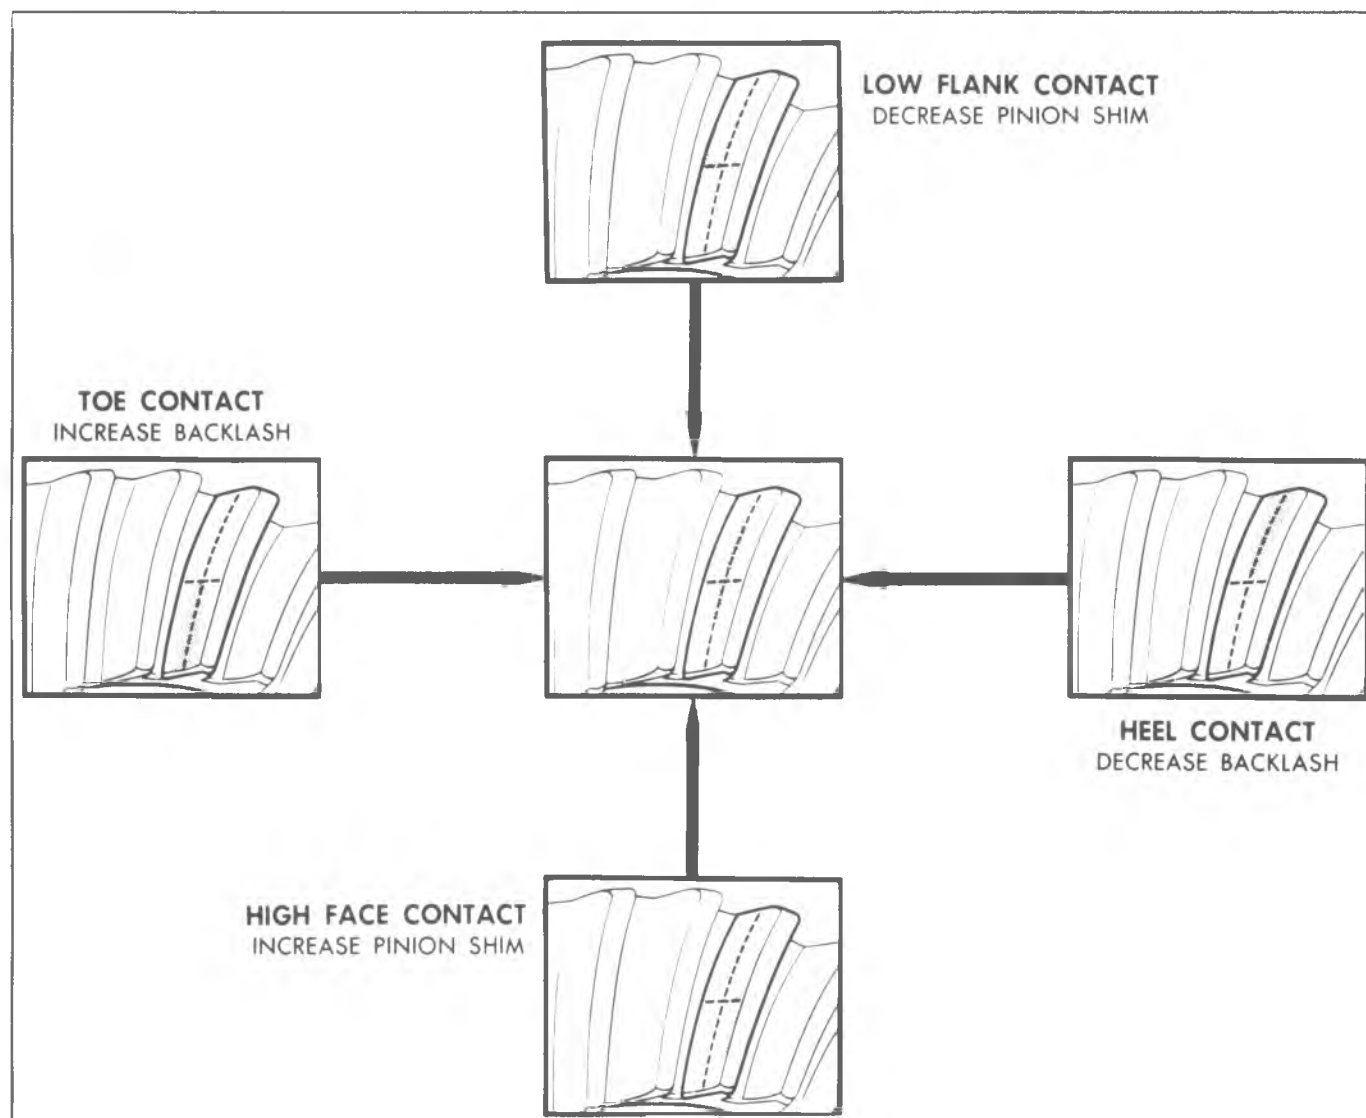 LOW FLANK CONTACT
DECREASE PINION SHIM
TOE CONTACT
INCREASE BACKLASH
HEEL CONTACT
DECREASE BACKLASH
HIGH FACE CONTACT
INCREASE PINION SHIM